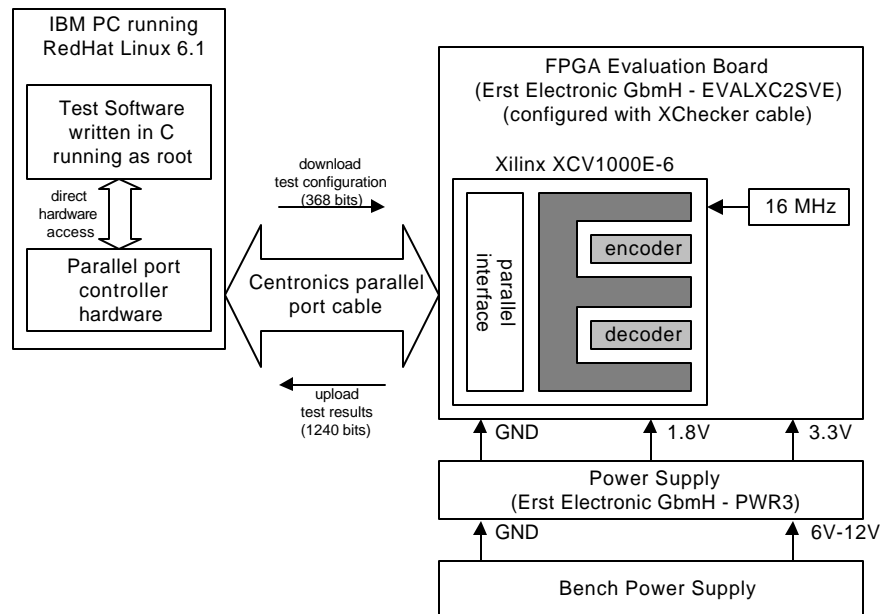 IBM PC running
RedHat Linux 6.1
Test Software
written in C
running as root
direct
hardware
access
Parallel port
controller
hardware
download
test configuration
(368 bits)
Centronics parallel
port cable
upload
test results
(1240 bits)
FPGA Evaluation Board
(Erst Electronic GbmH - EVALXC2SVE)
(configured with XChecker cable)
Xilinx XCV1000E-6
parallel
interface
encoder
decoder
16 MHz
GND
1.8V
3.3V
Power Supply
(Erst Electronic GbmH - PWR3)
GND
6V-12V
Bench Power Supply